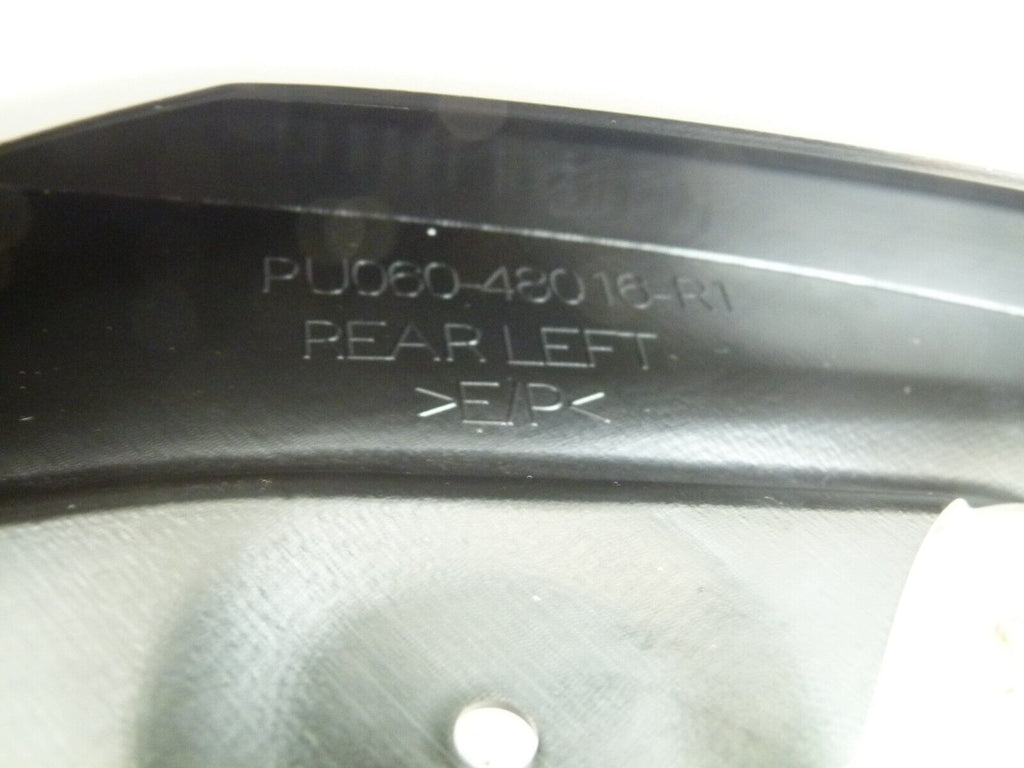 PU060-48016-R1
REAR LEFT
>E/P<